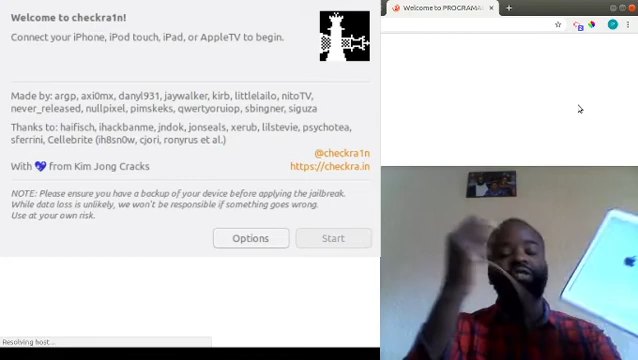 Welcome to checkra1n!
Connect your iPhone, iPod touch, iPad, or AppleTV to begin.
Made by: argp, axi0mx, danyl931, jaywalker, kirb, littlelailo, nitoTV,
never_released, nullpixel, pimskeks, qwertyoruiop, sbingner, siguza
Thanks to: haifisch, ihackbanme, jndok, jonseals, xerub, lilstevie, psychotea,
sferrini, Cellebrite (ih8sn0w, cjori, ronyrus et al.)
@checkra1n
With 💙 from Kim Jong Cracks
https://checkra.in
NOTE: Please ensure you have a backup of your device before applying the jailbreak.
While data loss is unlikely, we won't be responsible if something goes wrong.
Use at your own risk.
Options
Start
Welcome to PROGRAM
Resolving host...